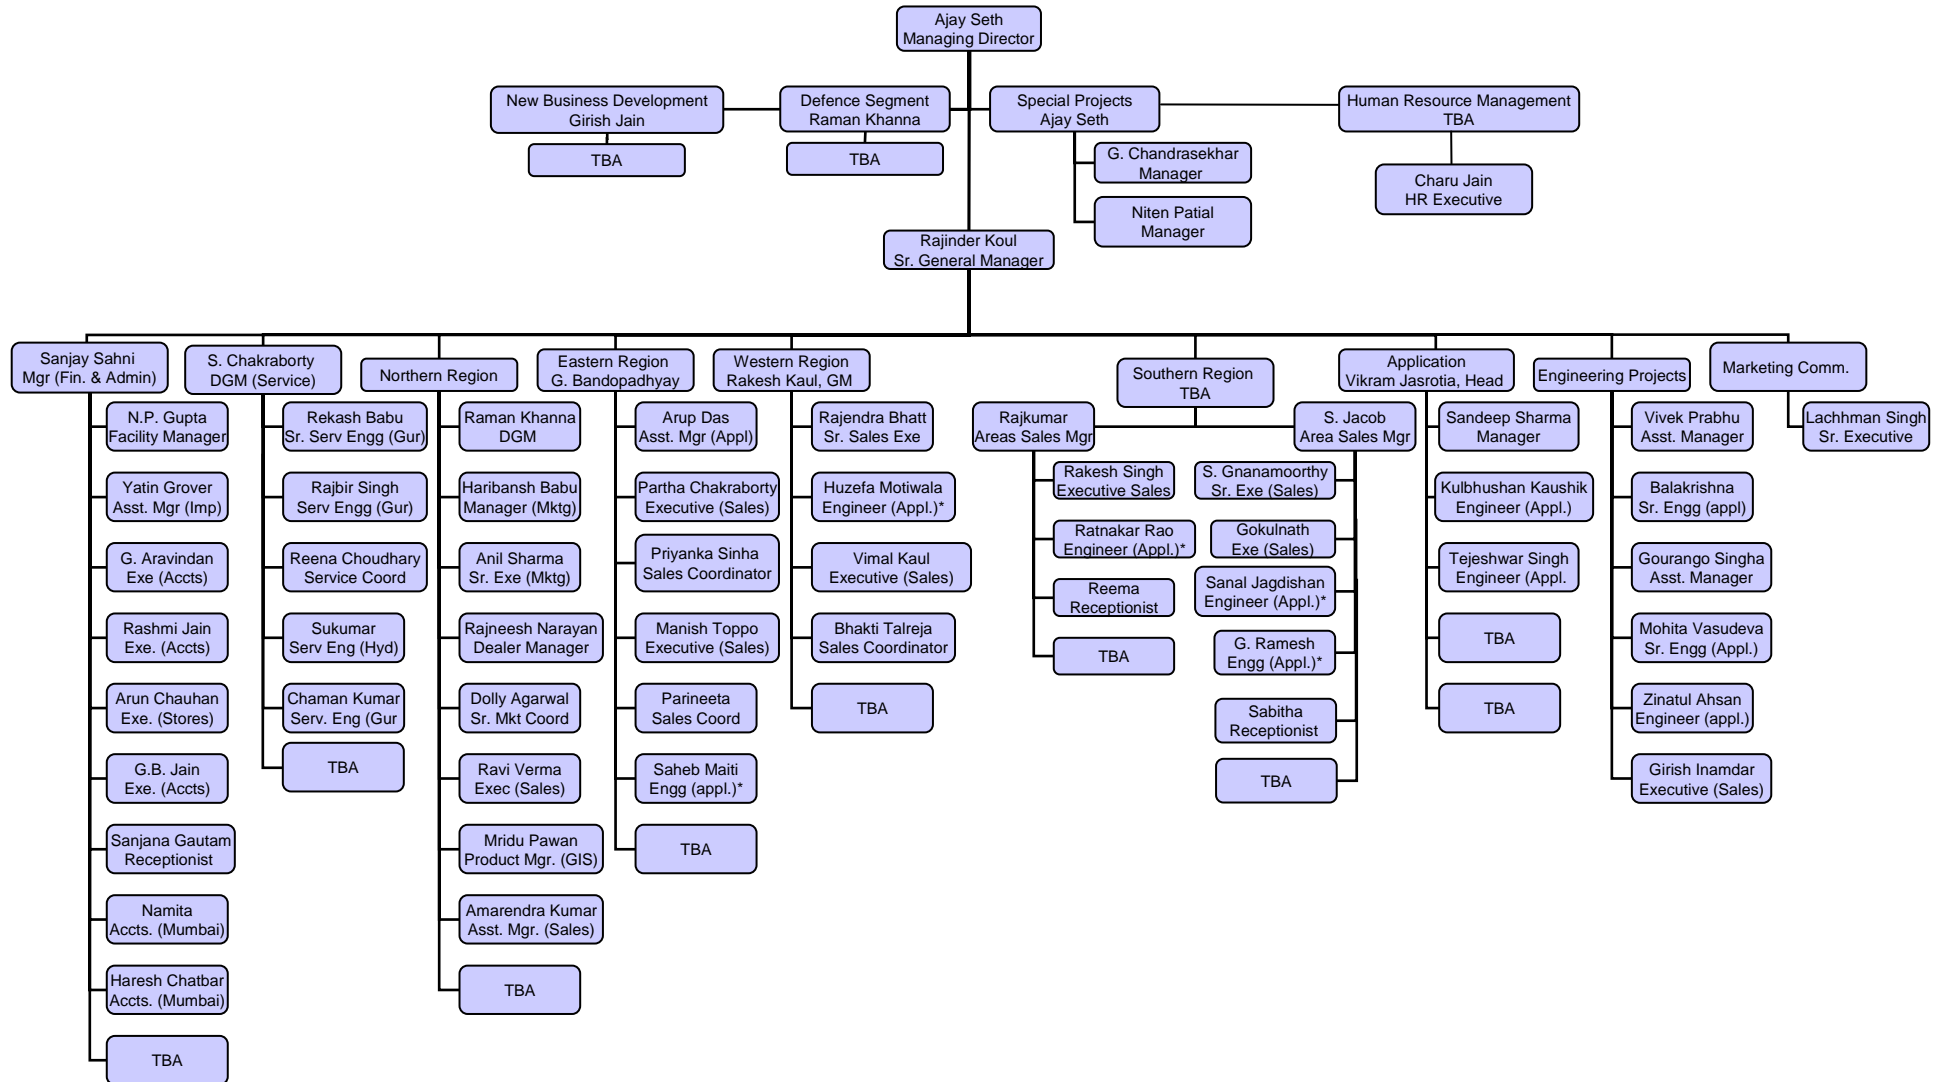 Ajay Seth
Managing Director
New Business Development
Girish Jain
TBA
Defence Segment
Raman Khanna
TBA
Special Projects
Ajay Seth
G. Chandrasekhar
Manager
Niten Patial
Manager
Human Resource Management
TBA
Charu Jain
HR Executive
Rajinder Koul
Sr. General Manager
Sanjay Sahni
Mgr (Fin. & Admin)
N.P. Gupta
Facility Manager
Yatin Grover
Asst. Mgr (Imp)
G. Aravindan
Exe (Accts)
Rashmi Jain
Exe. (Accts)
Arun Chauhan
Exe. (Stores)
G.B. Jain
Exe. (Accts)
Sanjana Gautam
Receptionist
Namita
Accts. (Mumbai)
Haresh Chatbar
Accts. (Mumbai)
TBA
S. Chakraborty
DGM (Service)
Rekash Babu
Sr. Serv Engg (Gur)
Rajbir Singh
Serv Engg (Gur)
Reena Choudhary
Service Coord
Sukumar
Serv Eng (Hyd)
Chaman Kumar
Serv. Eng (Gur
TBA
Northern Region
Raman Khanna
DGM
Haribansh Babu
Manager (Mktg)
Anil Sharma
Sr. Exe (Mktg)
Rajneesh Narayan
Dealer Manager
Dolly Agarwal
Sr. Mkt Coord
Ravi Verma
Exec (Sales)
Mridu Pawan
Product Mgr. (GIS)
Amarendra Kumar
Asst. Mgr. (Sales)
TBA
Eastern Region
G. Bandopadhyay
Arup Das
Asst. Mgr (Appl)
Partha Chakraborty
Executive (Sales)
Priyanka Sinha
Sales Coordinator
Manish Toppo
Executive (Sales)
Parineeta
Sales Coord
Saheb Maiti
Engg (appl.)*
TBA
Western Region
Rakesh Kaul, GM
Rajendra Bhatt
Sr. Sales Exe
Huzefa Motiwala
Engineer (Appl.)*
Vimal Kaul
Executive (Sales)
Bhakti Talreja
Sales Coordinator
TBA
Southern Region
TBA
Rajkumar
Areas Sales Mgr
Rakesh Singh
Executive Sales
Ratnakar Rao
Engineer (Appl.)*
Reema
Receptionist
TBA
S. Jacob
Area Sales Mgr
S. Gnanamoorthy
Sr. Exe (Sales)
Gokulnath
Exe (Sales)
Sanal Jagdishan
Engineer (Appl.)*
G. Ramesh
Engg (Appl.)*
Sabitha
Receptionist
TBA
Application
Vikram Jasrotia, Head
Sandeep Sharma
Manager
Kulbhushan Kaushik
Engineer (Appl.)
Tejeshwar Singh
Engineer (Appl.
TBA
TBA
Engineering Projects
Vivek Prabhu
Asst. Manager
Balakrishna
Sr. Engg (appl)
Gourango Singha
Asst. Manager
Mohita Vasudeva
Sr. Engg (Appl.)
Zinatul Ahsan
Engineer (appl.)
Girish Inamdar
Executive (Sales)
Marketing Comm.
Lachhman Singh
Sr. Executive